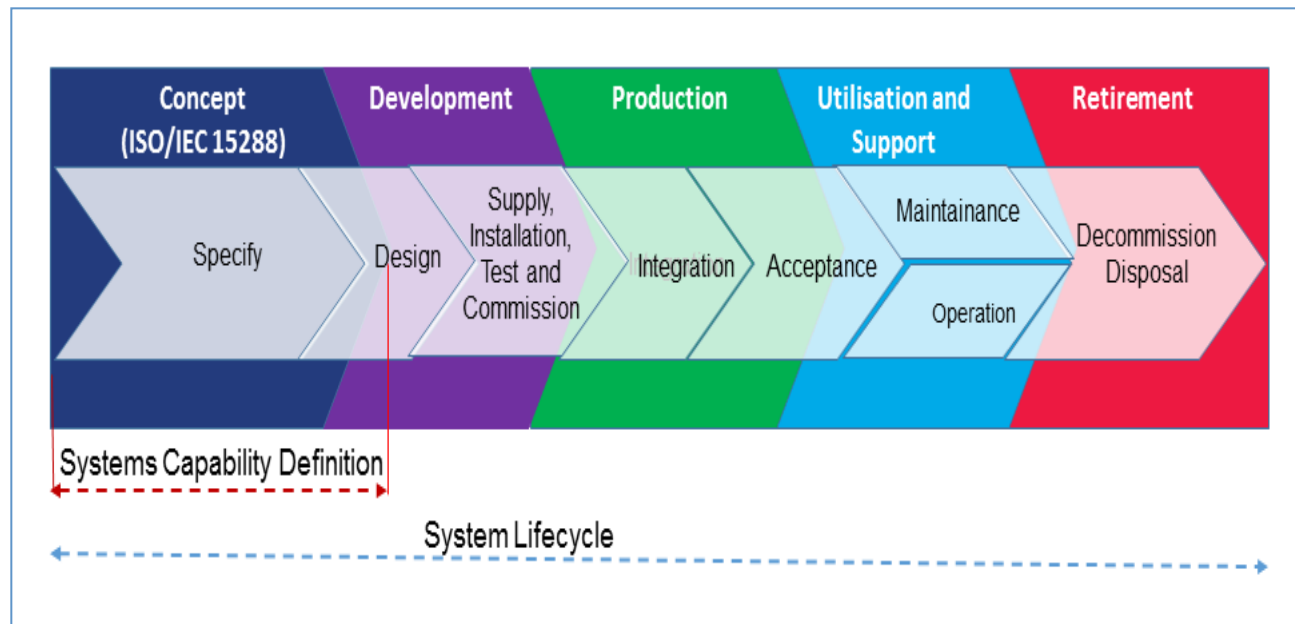 Concept
(ISO/IEC 15288)
Development
Production
Utilisation and
Support
Retirement
Specify
Design
Supply,
Installation,
Test and
Commission
Integration
Acceptance
Maintainance
Operation
Decommission
Disposal
Systems Capability Definition
System Lifecycle